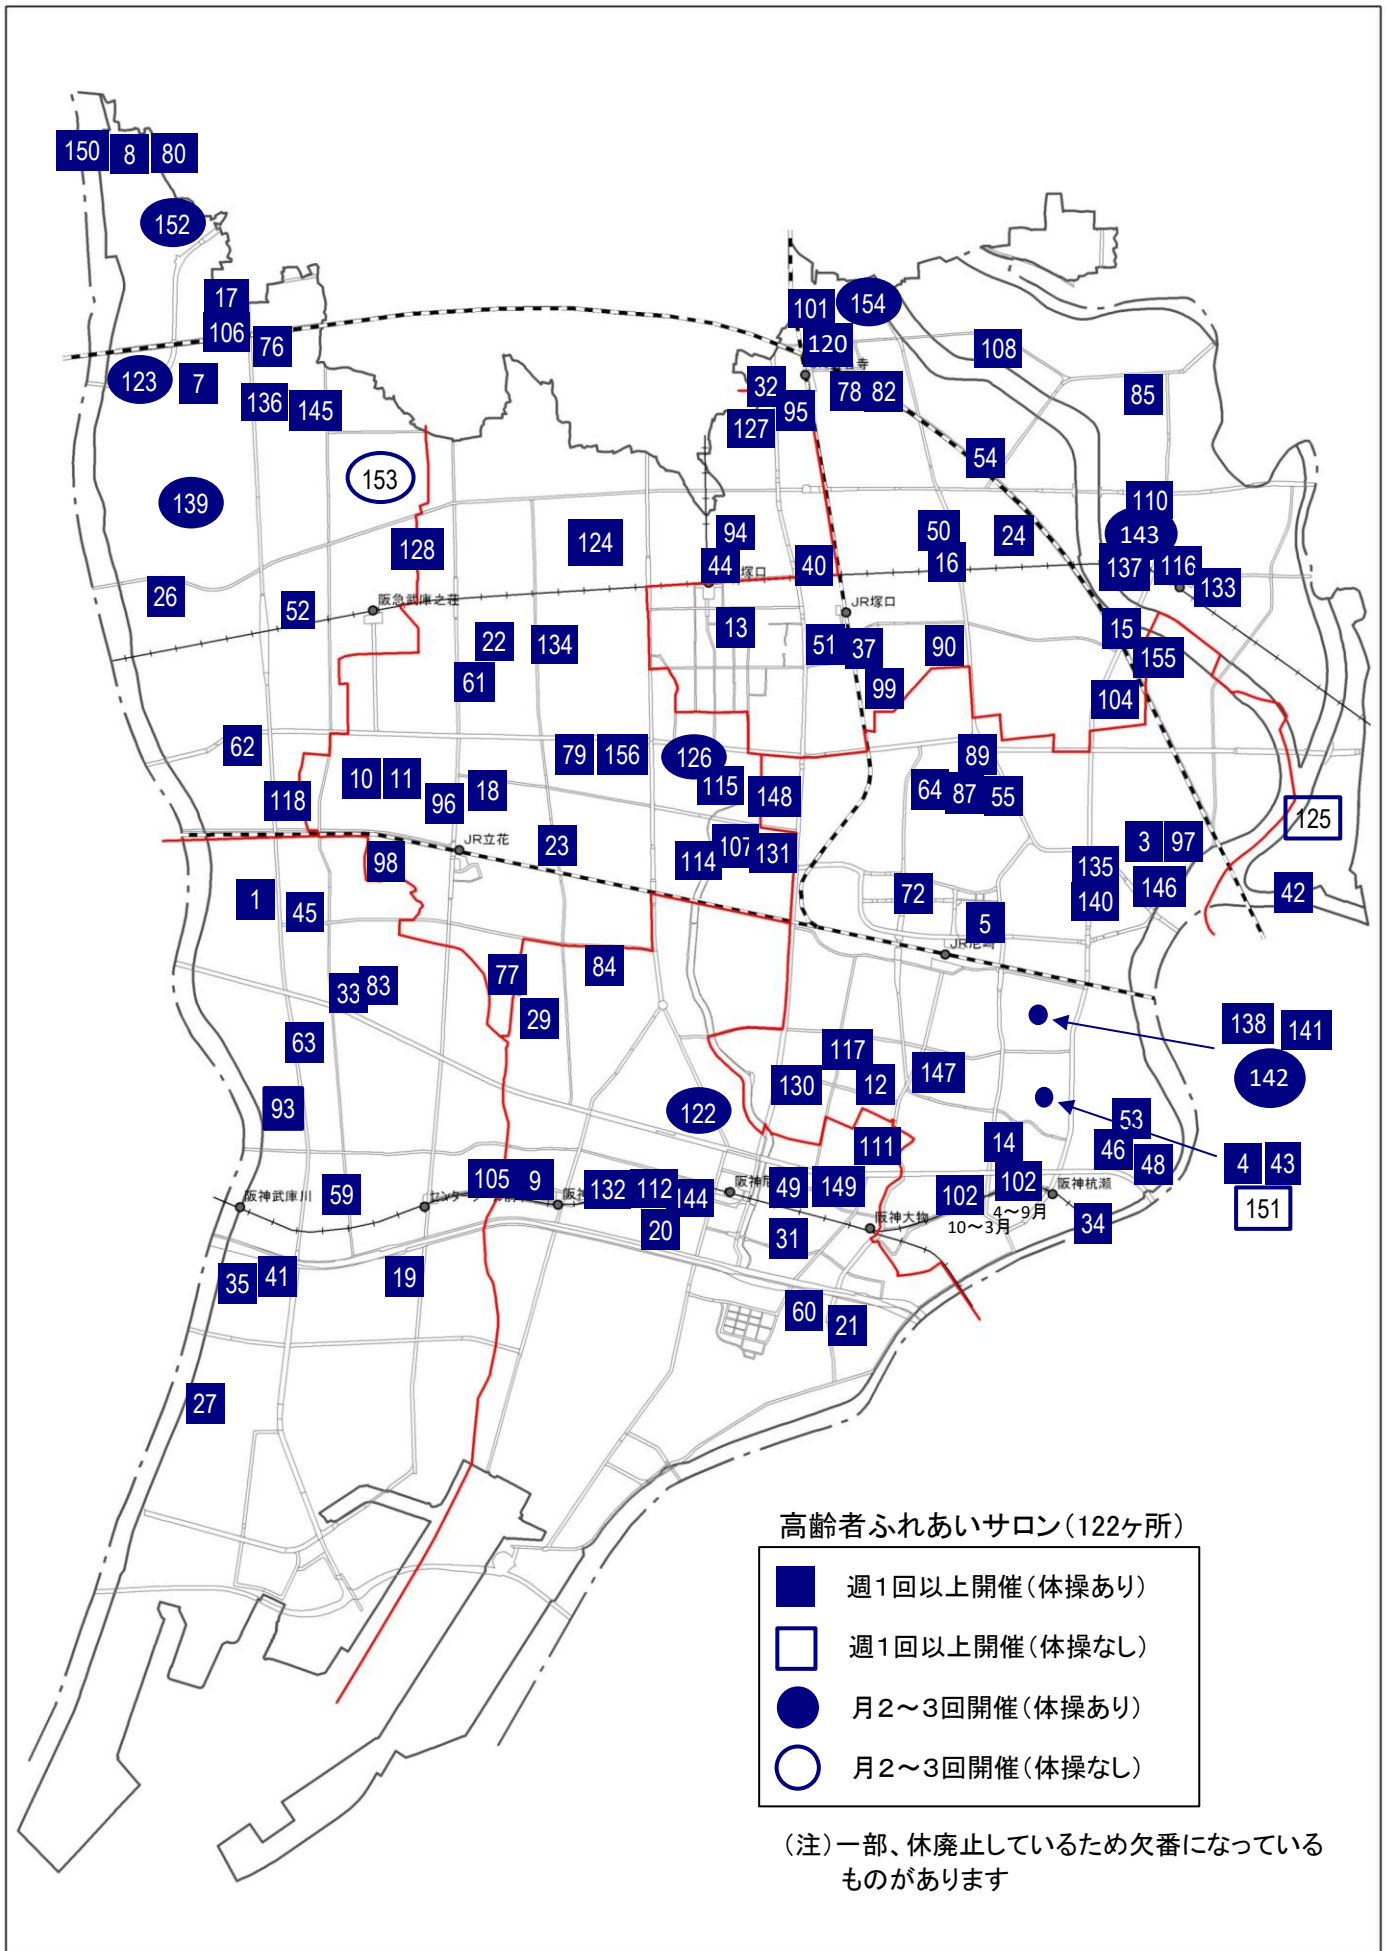 150 8 80
152
17
101 154
106 76
120
108
123 7
32 78 82
85
136 145
95
127
54
153
139
110
94 50 24 143
128 124
44 塚口 40 16 137 116
133
26
52 阪急武庫之荘
JR塚口
13 15
22 134 51 37 90
155
61 99 104
62
79 156 126 89
10 11 115
96 18 148 64 87 55
118
125
JR立花 23 107 131 3 97
98 114 135
146
1 45 72 140 42
5
JR尼崎
77 84
33 83
29
138 141
63
117
142
130 12 147
93
122
53
111 14 46
48 4 43
105 9
132 112 144
49 149 102
阪神武庫川 59
102 阪神杭瀬
151
4～9月
阪神大物 10～3月
20 31 34
35 41 19
60 21
27
高齢者ふれあいサロン（122ヶ所）
週１回以上開催（体操あり）
週１回以上開催（体操なし）
月２～３回開催（体操あり）
月２～３回開催（体操なし）
（注）一部、休廃止しているため欠番になっている
ものがあります